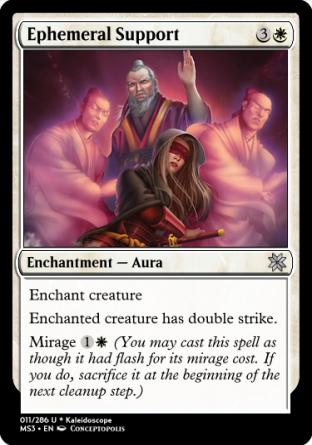 Ephemeral Support 3
Enchantment — Aura
Enchant creature
Enchanted creature has double strike.
Mirage 1 (You may cast this spell as
though it had flash for its mirage cost. If
you do, sacrifice it at the beginning of the
next cleanup step.)
011/286 U * Kaleidoscope
MS3 • EN Conceptopolis